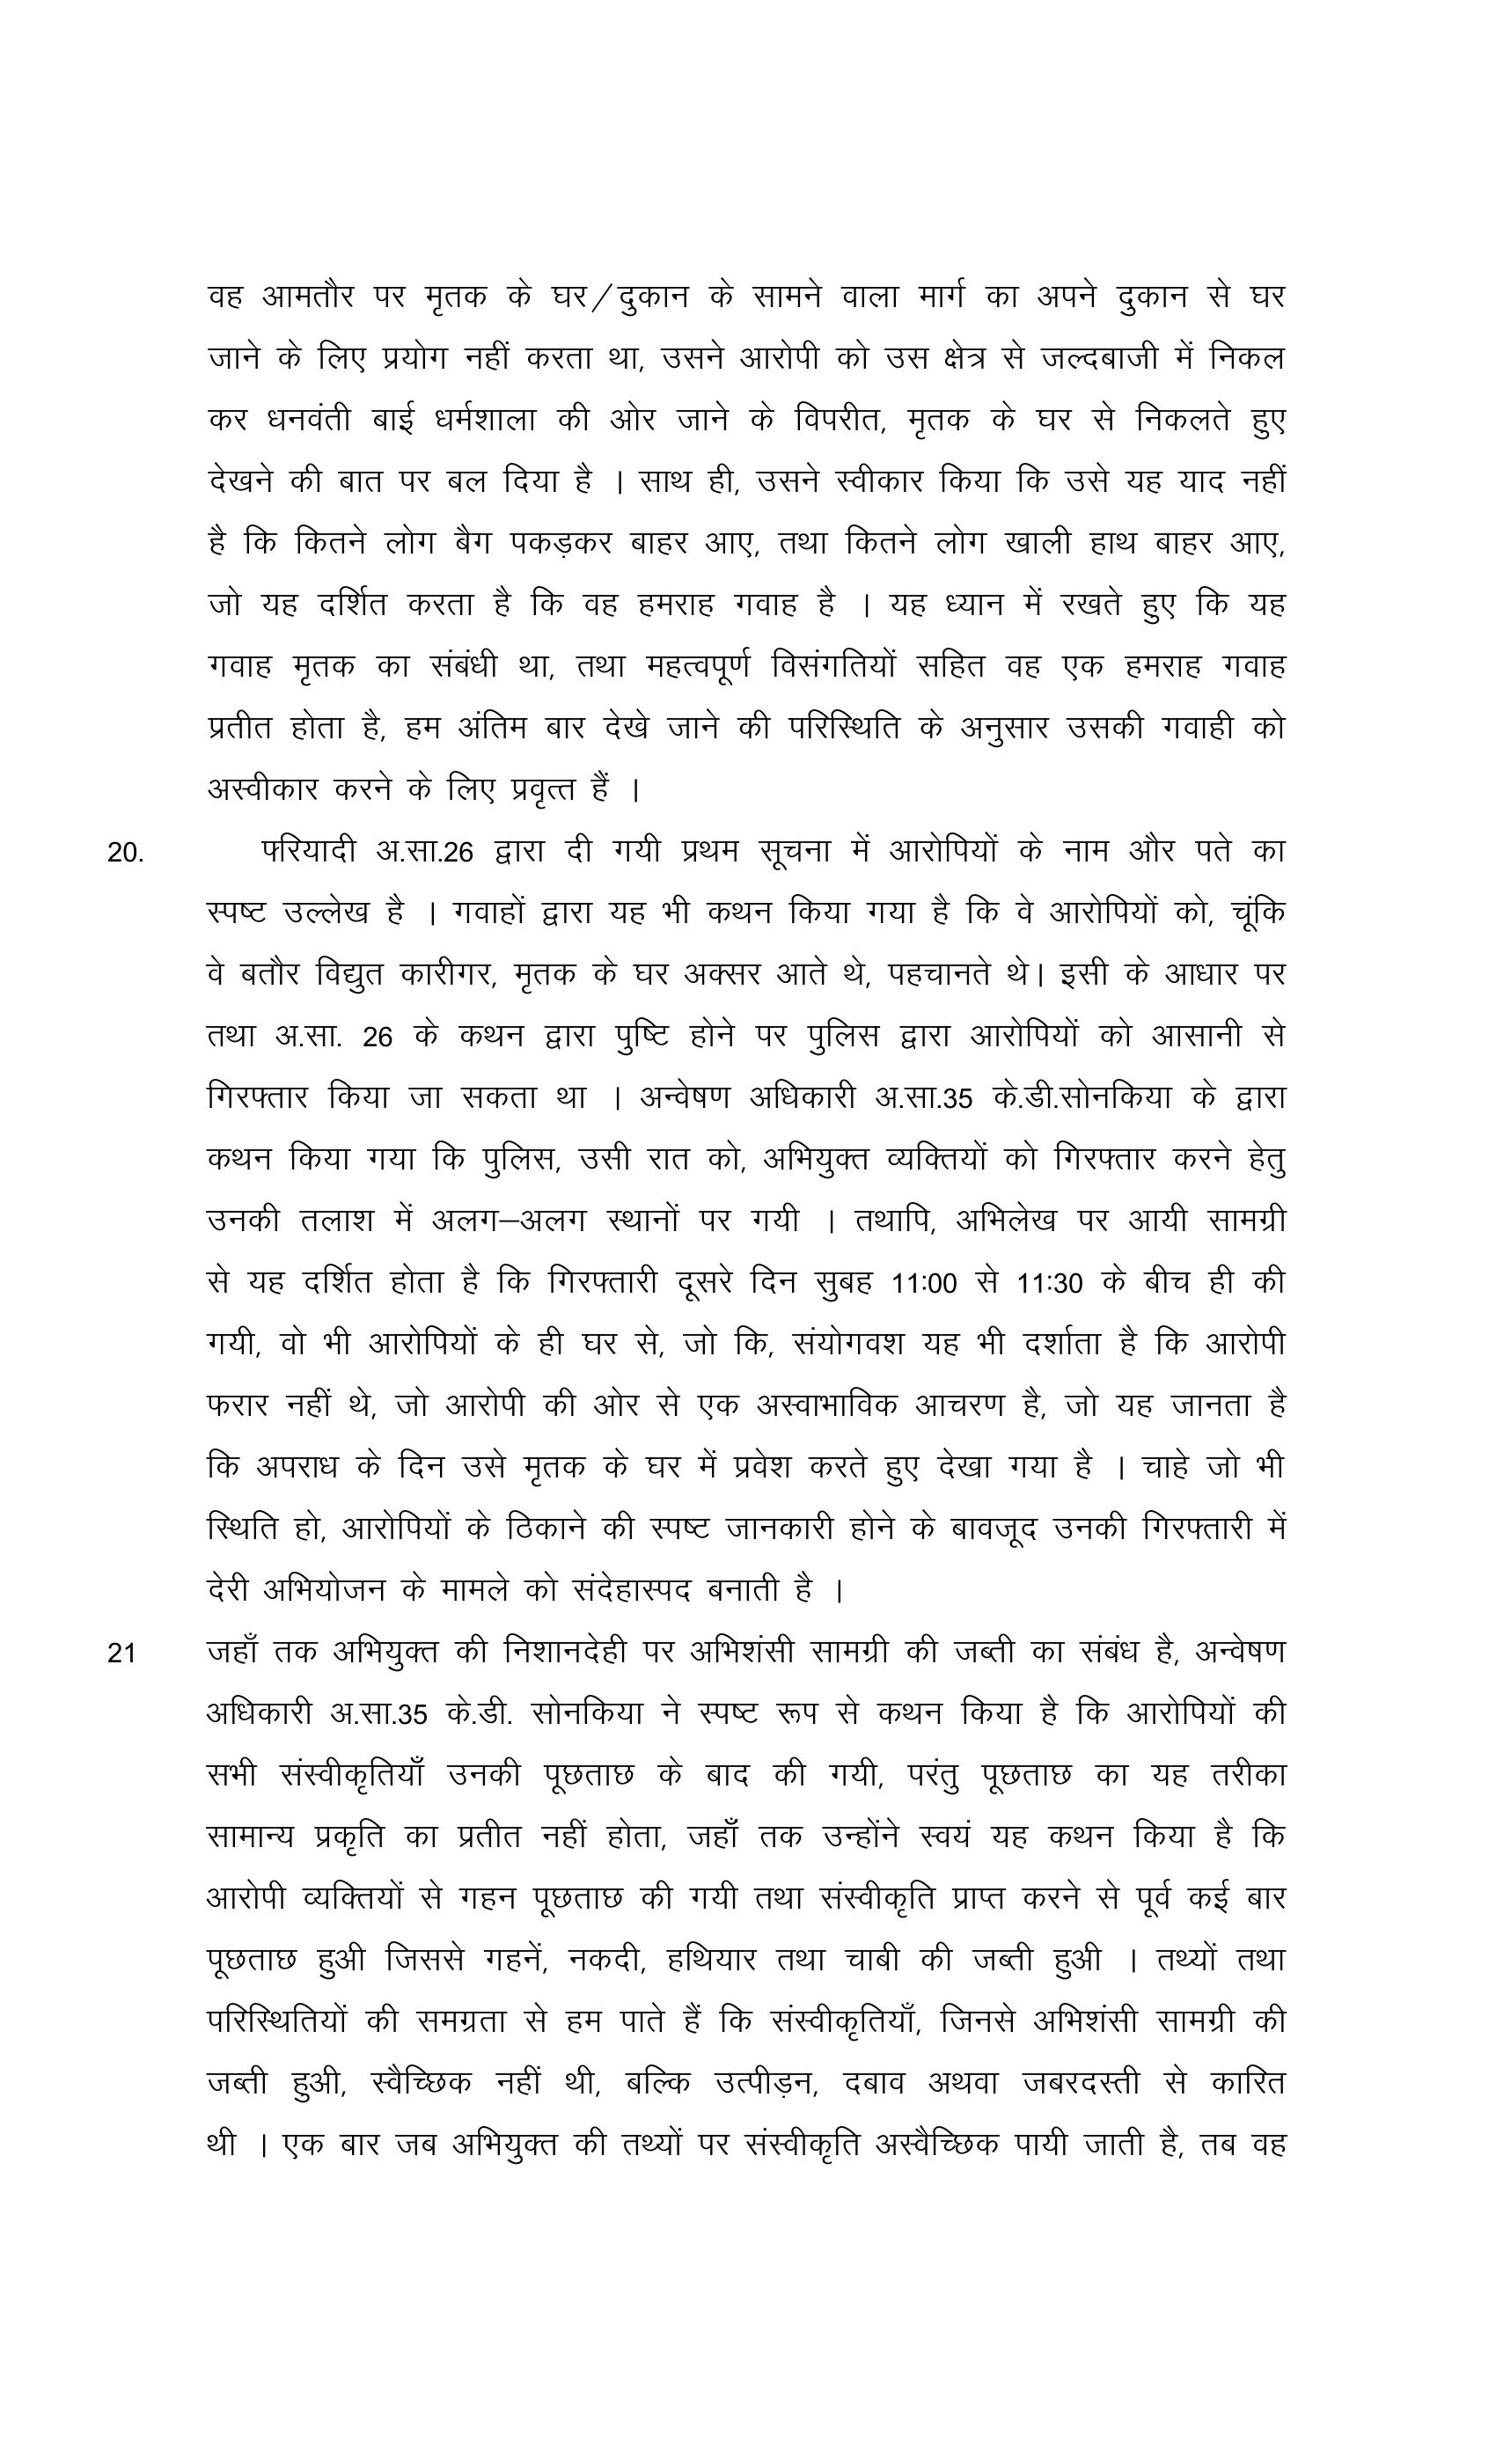 वह आमतौर पर मृतक के घर/दुकान के सामने वाला मार्ग का अपने दुकान से घर
जाने के लिए प्रयोग नहीं करता था, उसने आरोपी को उस क्षेत्र से जल्दबाजी में निकल
कर धनवंती बाई धर्मशाला की ओर जाने के विपरीत, मृतक के घर से निकलते हुए
देखने की बात पर बल दिया है । साथ ही, उसने स्वीकार किया कि उसे यह याद नहीं
है कि कितने लोग बैग पकड़कर बाहर आए, तथा कितने लोग खाली हाथ बाहर आए,
जो यह दर्शित करता है कि वह हमराह गवाह है । यह ध्यान में रखते हुए कि यह
गवाह मृतक का संबंधी था, तथा महत्वपूर्ण विसंगतियों सहित वह एक हमराह गवाह
प्रतीत होता है, हम अंतिम बार देखे जाने की परिस्थिति के अनुसार उसकी गवाही को
अस्वीकार करने के लिए प्रवृत्त हैं ।
20. फरियादी अ.सा.26 द्वारा दी गयी प्रथम सूचना में आरोपियों के नाम और पते का
स्पष्ट उल्लेख है । गवाहों द्वारा यह भी कथन किया गया है कि वे आरोपियों को, चूंकि
वे बतौर विद्युत कारीगर, मृतक के घर अक्सर आते थे, पहचानते थे। इसी के आधार पर
तथा अ.सा. 26 के कथन द्वारा पुष्टि होने पर पुलिस द्वारा आरोपियों को आसानी से
गिरफ्तार किया जा सकता था । अन्वेषण अधिकारी अ.सा.35 के.डी.सोनकिया के द्वारा
कथन किया गया कि पुलिस, उसी रात को, अभियुक्त व्यक्तियों को गिरफ्तार करने हेतु
उनकी तलाश में अलग–अलग स्थानों पर गयी । तथापि, अभिलेख पर आयी सामग्री
से यह दर्शित होता है कि गिरफ्तारी दूसरे दिन सुबह 11:00 से 11:30 के बीच ही की
गयी, वो भी आरोपियों के ही घर से, जो कि, संयोगवश यह भी दर्शाता है कि आरोपी
फरार नहीं थे, जो आरोपी की ओर से एक अस्वाभाविक आचरण है, जो यह जानता है
कि अपराध के दिन उसे मृतक के घर में प्रवेश करते हुए देखा गया है । चाहे जो भी
स्थिति हो, आरोपियों के ठिकाने की स्पष्ट जानकारी होने के बावजूद उनकी गिरफ्तारी में
देरी अभियोजन के मामले को संदेहास्पद बनाती है ।
21 जहाँ तक अभियुक्त की निशानदेही पर अभिशंसी सामग्री की जब्ती का संबंध है, अन्वेषण
अधिकारी अ.सा.35 के.डी. सोनकिया ने स्पष्ट रूप से कथन किया है कि आरोपियों की
सभी संस्वीकृतियाँ उनकी पूछताछ के बाद की गयी, परंतु पूछताछ का यह तरीका
सामान्य प्रकृति का प्रतीत नहीं होता, जहाँ तक उन्होंने स्वयं यह कथन किया है कि
आरोपी व्यक्तियों से गहन पूछताछ की गयी तथा संस्वीकृति प्राप्त करने से पूर्व कई बार
पूछताछ हुअी जिससे गहनें, नकदी, हथियार तथा चाबी की जब्ती हुअी । तथ्यों तथा
परिस्थितियों की समग्रता से हम पाते हैं कि संस्वीकृतियाँ, जिनसे अभिशंसी सामग्री की
जब्ती हुअी, स्वैच्छिक नहीं थी, बल्कि उत्पीड़न, दबाव अथवा जबरदस्ती से कारित
थी । एक बार जब अभियुक्त की तथ्यों पर संस्वीकृति अस्वैच्छिक पायी जाती है, तब वह